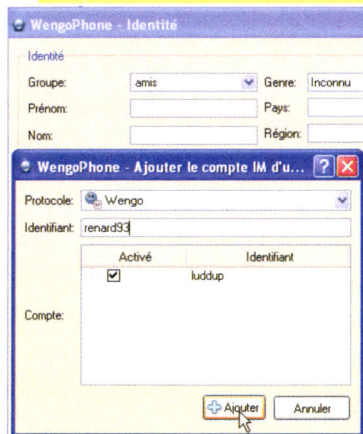 WengoPhone - Identité
Identité
Groupe: amis Genre: Inconnu
Prénom: Pays:
Nom: Région:
WengoPhone - Ajouter le compte IM d'u...
Protocole: Wengo
Identifiant: renard93
Activé Identifiant
luddup
Compte:
Ajouter Annuler